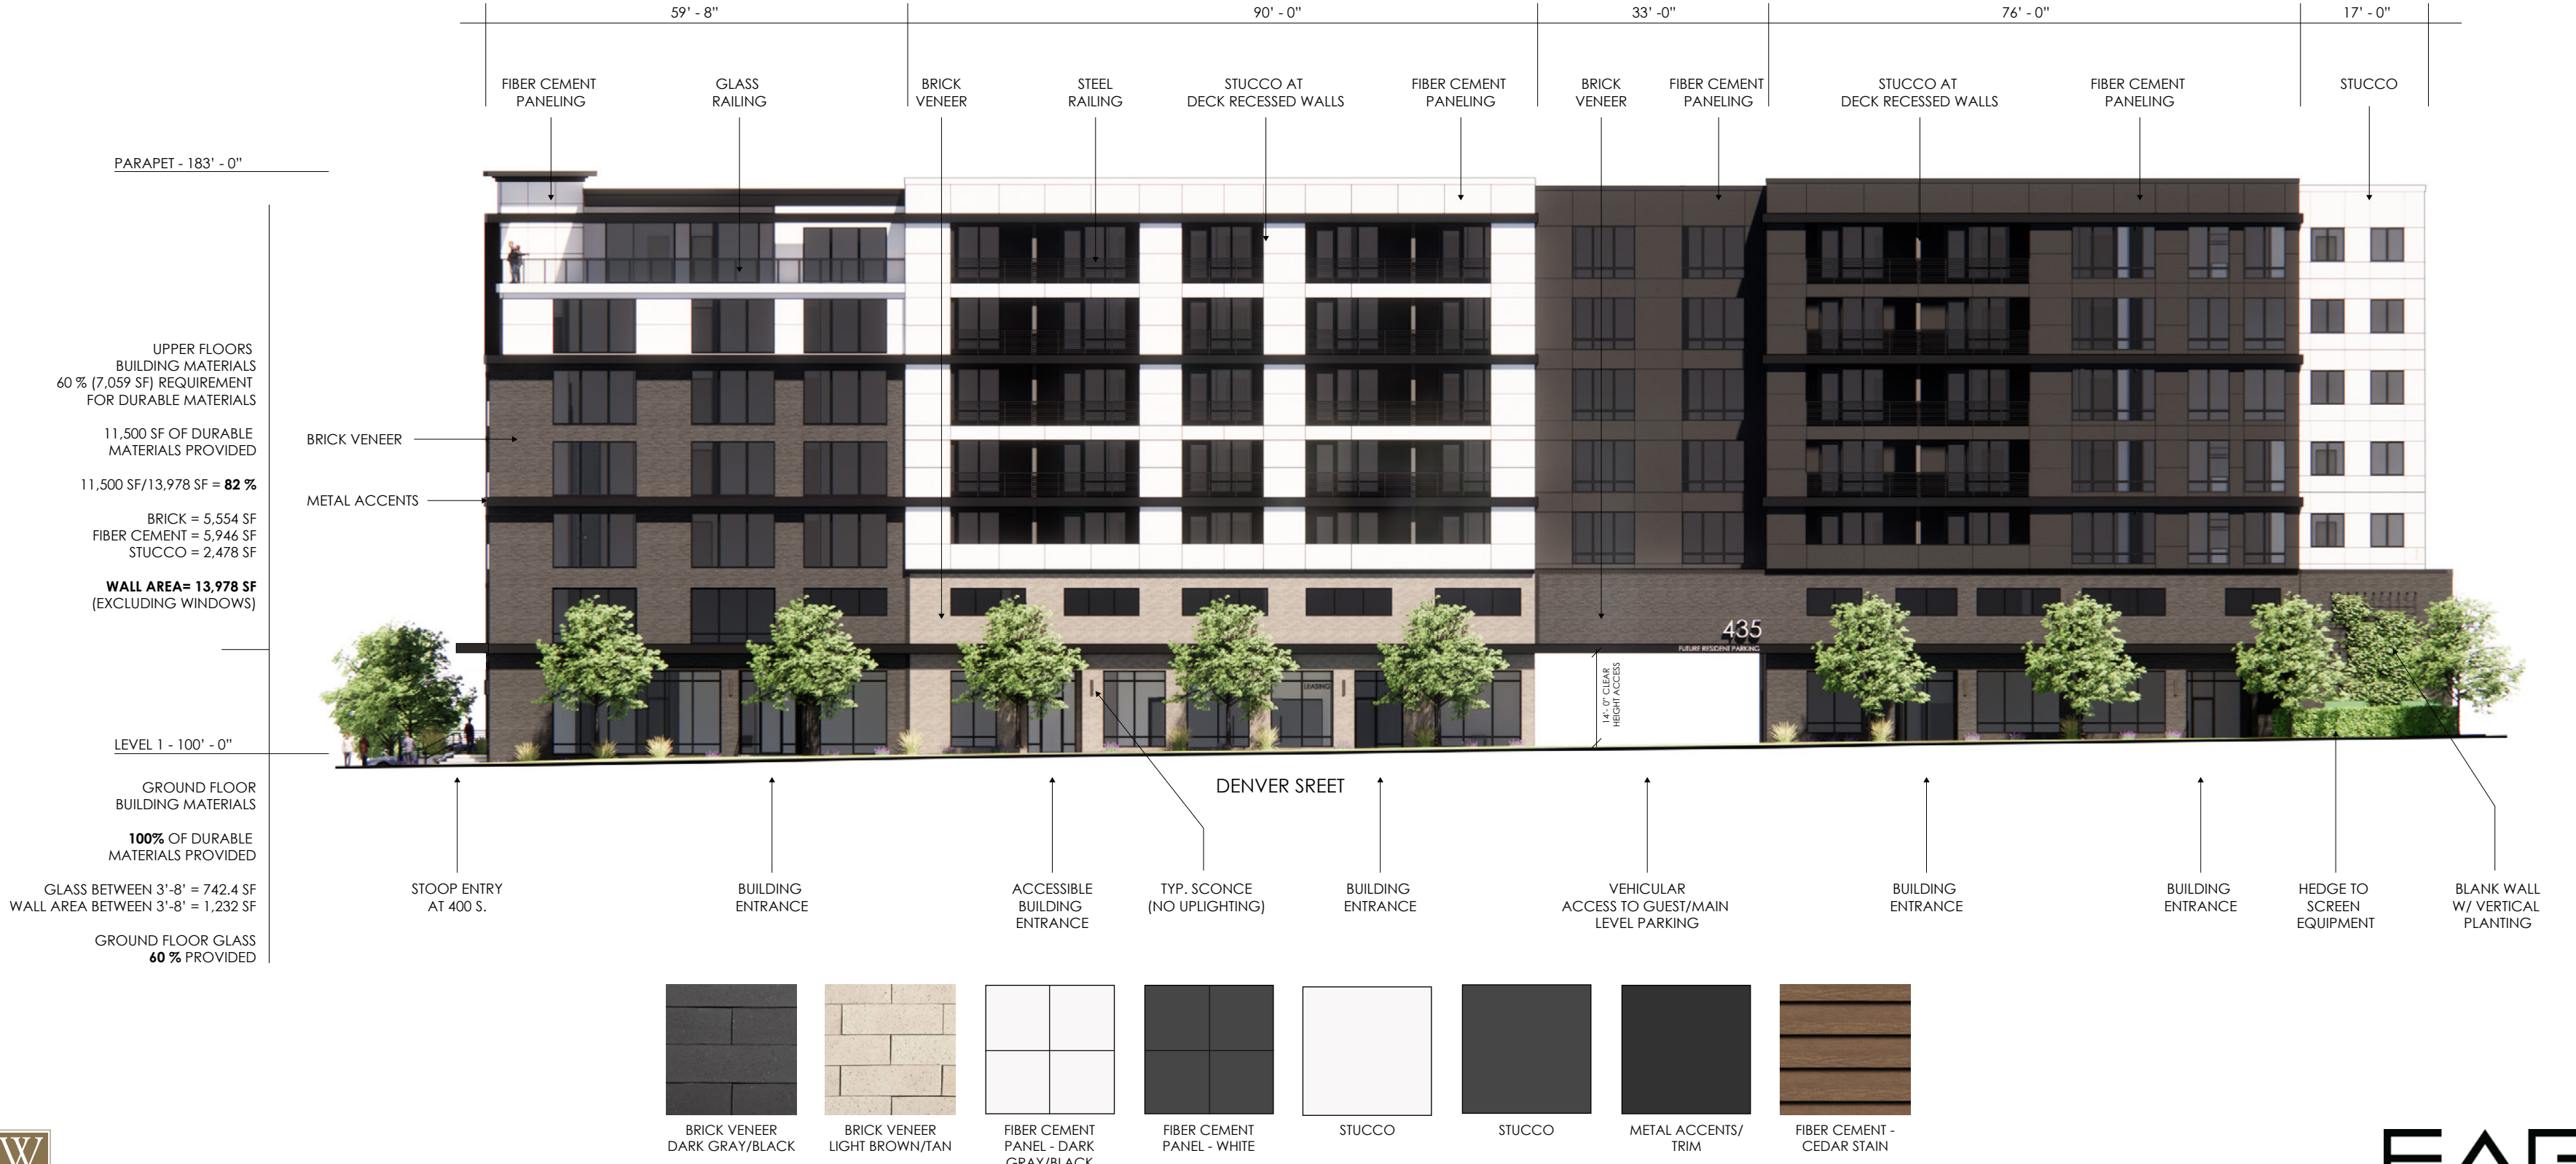 59' - 8"
90' - 0"
33' -0"
76' - 0"
17' - 0"
FIBER CEMENT
PANELING
GLASS
RAILING
BRICK
VENEER
STEEL
RAILING
STUCCO AT
DECK RECESSED WALLS
FIBER CEMENT
PANELING
BRICK
VENEER
FIBER CEMENT
PANELING
STUCCO AT
DECK RECESSED WALLS
FIBER CEMENT
PANELING
STUCCO
PARAPET - 183' - 0"
UPPER FLOORS
BUILDING MATERIALS
60 % (7,059 SF) REQUIREMENT
FOR DURABLE MATERIALS
11,500 SF OF DURABLE
MATERIALS PROVIDED
11,500 SF/13,978 SF = 82 %
BRICK = 5,554 SF
FIBER CEMENT = 5,946 SF
STUCCO = 2,478 SF
WALL AREA= 13,978 SF
(EXCLUDING WINDOWS)
BRICK VENEER
METAL ACCENTS
435
FUTURE RESIDENT PARKING
14'- 0" CLEAR
HEIGHT ACCESS
LEASING
LEVEL 1 - 100' - 0"
DENVER SREET
GROUND FLOOR
BUILDING MATERIALS
100% OF DURABLE
MATERIALS PROVIDED
GLASS BETWEEN 3'-8' = 742.4 SF
WALL AREA BETWEEN 3'-8' = 1,232 SF
GROUND FLOOR GLASS
60 % PROVIDED
STOOP ENTRY
AT 400 S.
BUILDING
ENTRANCE
ACCESSIBLE
BUILDING
ENTRANCE
TYP. SCONCE
(NO UPLIGHTING)
BUILDING
ENTRANCE
VEHICULAR
ACCESS TO GUEST/MAIN
LEVEL PARKING
BUILDING
ENTRANCE
BUILDING
ENTRANCE
HEDGE TO
SCREEN
EQUIPMENT
BLANK WALL
W/ VERTICAL
PLANTING
BRICK VENEER
DARK GRAY/BLACK
BRICK VENEER
LIGHT BROWN/TAN
FIBER CEMENT
PANEL - DARK
GRAY/BLACK
FIBER CEMENT
PANEL - WHITE
STUCCO
STUCCO
METAL ACCENTS/
TRIM
FIBER CEMENT -
CEDAR STAIN
W